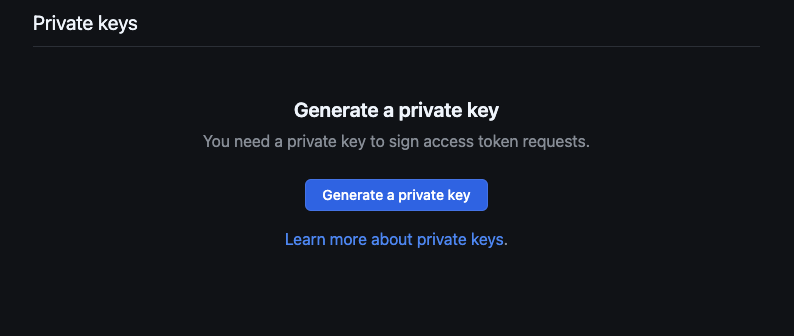 Private keys
Generate a private key
You need a private key to sign access token requests.
Generate a private key
Learn more about private keys.